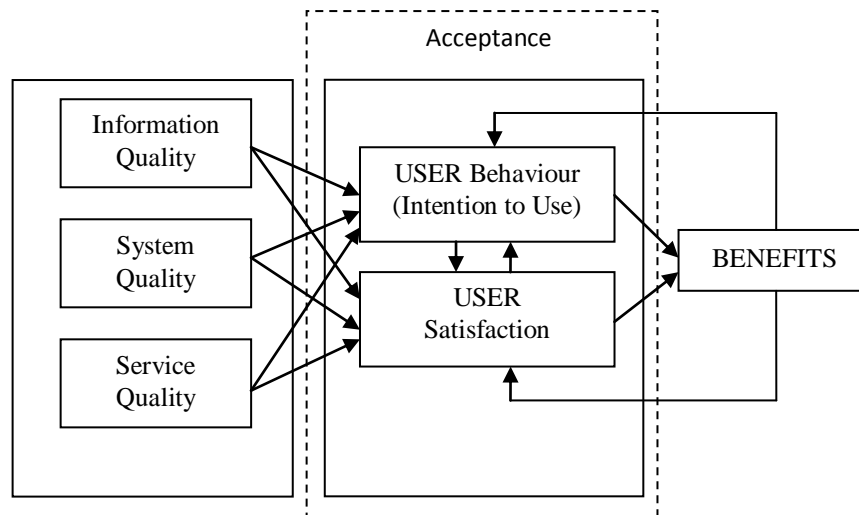 Acceptance
Information
Quality
System
Quality
Service
Quality
USER Behaviour
(Intention to Use)
USER
Satisfaction
BENEFITS